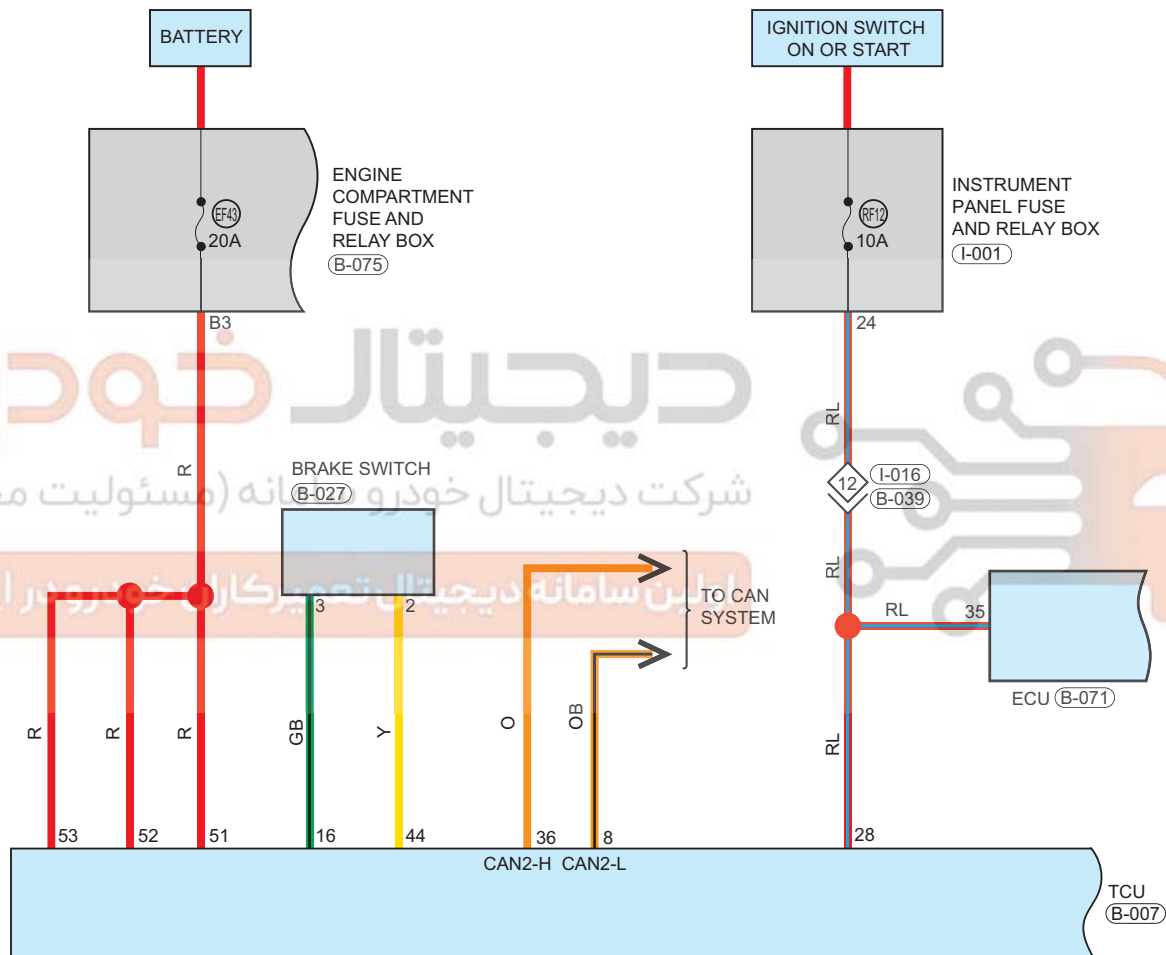 BATTERY
IGNITION SWITCH
ON OR START
EF43
20A
ENGINE
COMPARTMENT
FUSE AND
RELAY BOX
B-075
RF12
10A
INSTRUMENT
PANEL FUSE
AND RELAY BOX
I-001
B3
24
دیجیتال خودرو
R
RL
BRAKE SWITCH
B-027
12
I-016
B-039
شرکت دیجیتال خودرو سامانه (مسئولیت
اولین سامانه دیجیتال تعمیرکاران خودرو در
3
2
TO CAN
SYSTEM
RL
RL
35
ECU B-071
R
R
R
GB
Y
O
OB
RL
53
52
51
16
44
36
8
28
CAN2-H CAN2-L
TCU
B-007